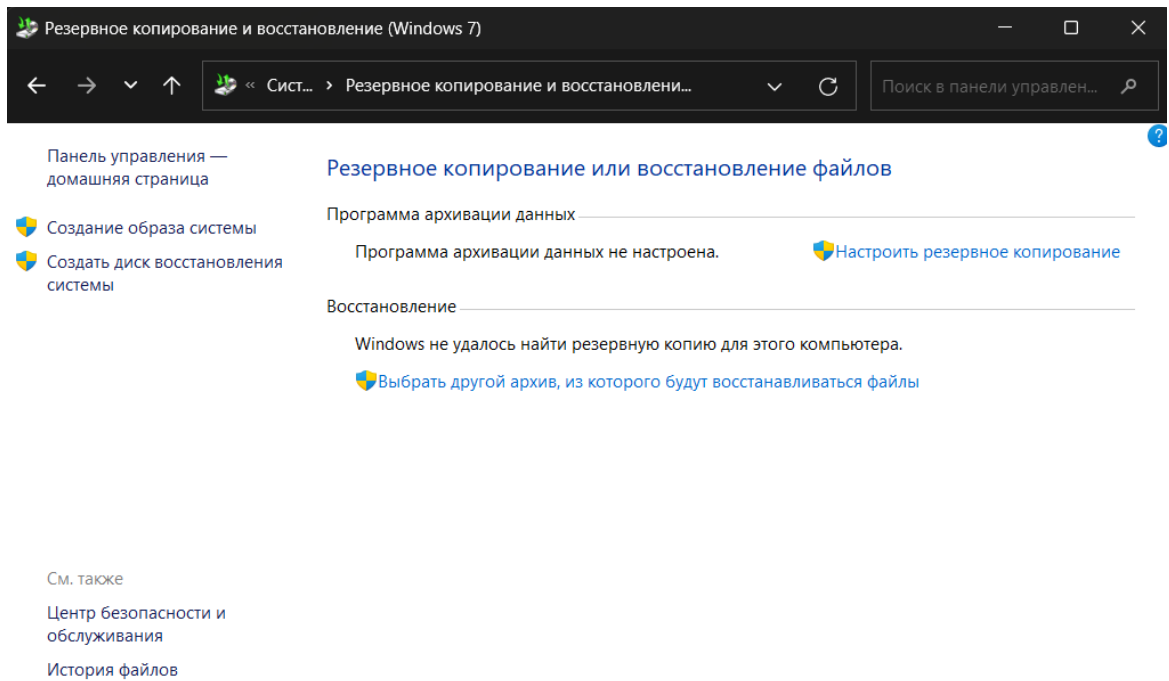 Резервное копирование и восстановление (Windows 7)
« Сист... › Резервное копирование и восстановлени...
Поиск в панели управлен...
Панель управления —
домашняя страница
Создание образа системы
Создать диск восстановления
системы
Резервное копирование или восстановление файлов
Программа архивации данных
Программа архивации данных не настроена.
Настроить резервное копирование
Восстановление
Windows не удалось найти резервную копию для этого компьютера.
Выбрать другой архив, из которого будут восстанавливаться файлы
См. также
Центр безопасности и
обслуживания
История файлов